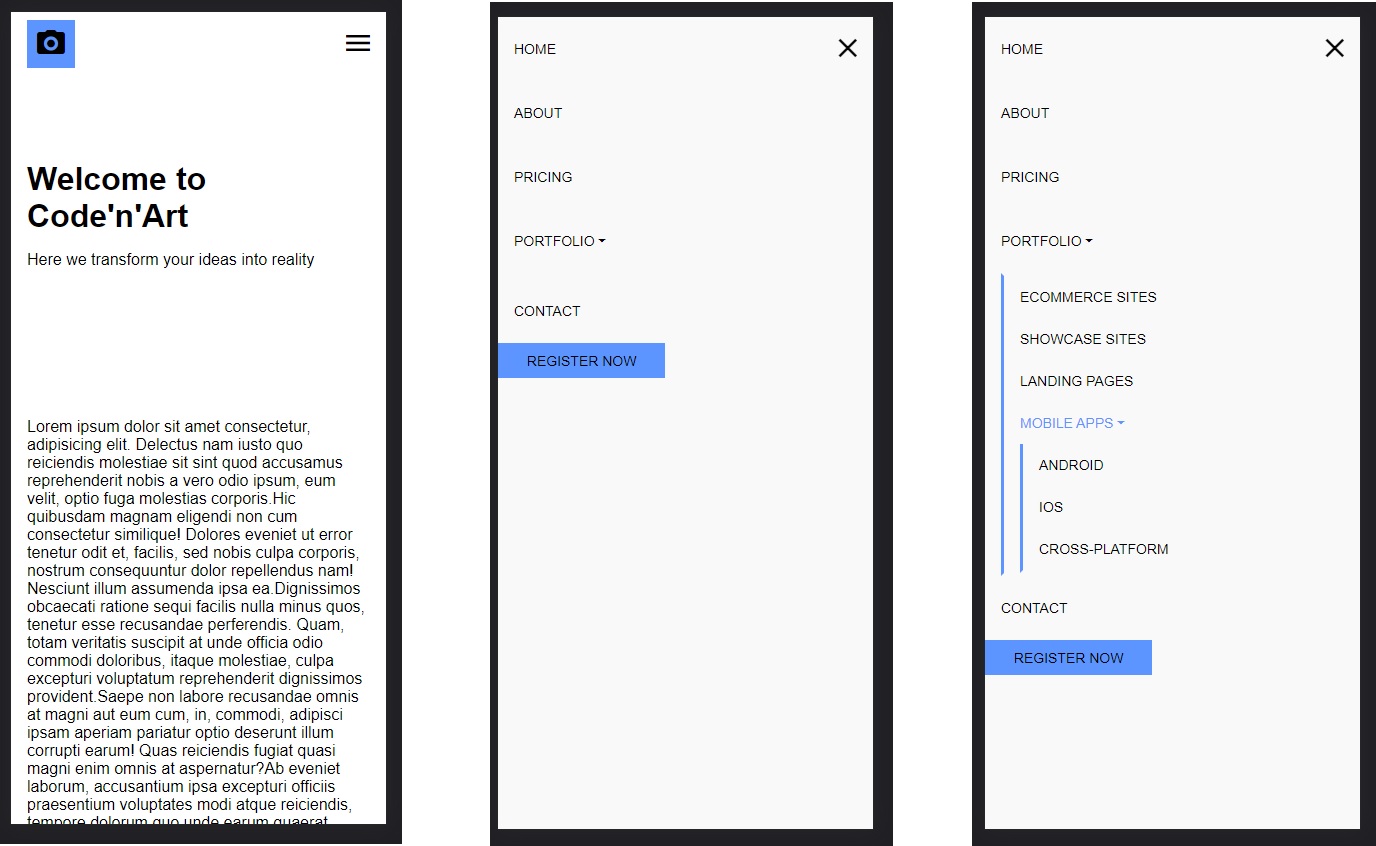 Welcome to
Code'n'Art
Here we transform your ideas into reality
Lorem ipsum dolor sit amet consectetur,
adipisicing elit. Delectus nam iusto quo
reiciendis molestiae sit sint quod accusamus
reprehenderit nobis a vero odio ipsum, eum
velit, optio fuga molestias corporis.Hic
quibusdam magnam eligendi non cum
consectetur similique! Dolores eveniet ut error
tenetur odit et, facilis, sed nobis culpa corporis,
nostrum consequuntur dolor repellendus nam!
Nesciunt illum assumenda ipsa ea.Dignissimos
obcaecati ratione sequi facilis nulla minus quos,
tenetur esse recusandae perferendis. Quam,
totam veritatis suscipit at unde officia odio
commodi doloribus, itaque molestiae, culpa
excepturi voluptatum reprehenderit dignissimos
provident.Saepe non labore recusandae omnis
at magni aut eum cum, in, commodi, adipisci
ipsam aperiam pariatur optio deserunt illum
corrupti earum! Quas reiciendis fugiat quasi
magni enim omnis at aspernatur?Ab eveniet
laborum, accusantium ipsa excepturi officiis
praesentium voluptates modi atque reiciendis,
tempore dolorum quo unde earum quaerat
HOME
ABOUT
PRICING
PORTFOLIO
CONTACT
REGISTER NOW
HOME
ABOUT
PRICING
PORTFOLIO
ECOMMERCE SITES
SHOWCASE SITES
LANDING PAGES
MOBILE APPS
ANDROID
IOS
CROSS-PLATFORM
CONTACT
REGISTER NOW